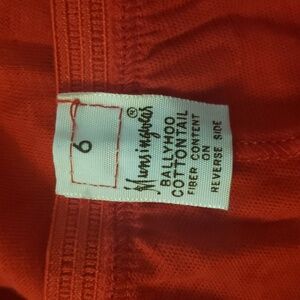 6
Munsingwear®
BALLYHOO
COTTONTAIL
FIBER CONTENT
ON
REVERSE SIDE